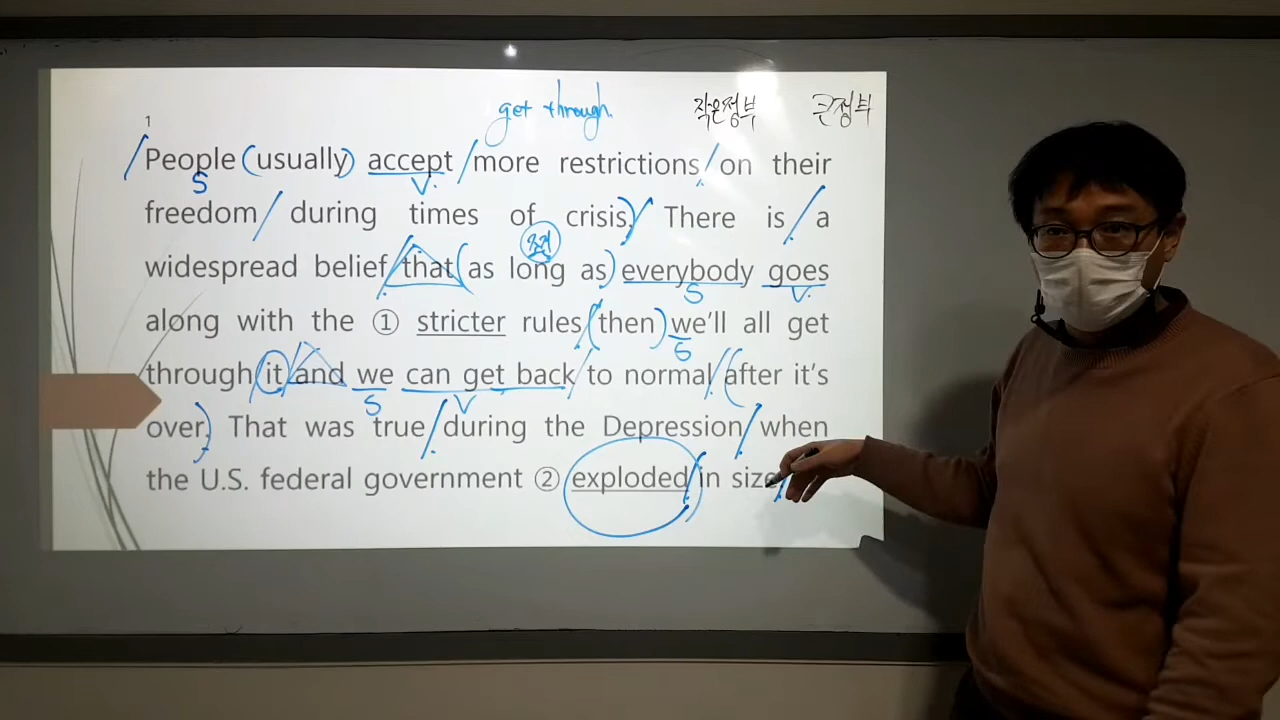 get through. 작은정부 큰정부
1
People usually accept more restrictions on their
S V.
freedom during times of crisis. There is a
조건
widespread belief that as long as everybody goes
S V.
along with the ① stricter rules, then we'll all get
S
through it and we can get back to normal after it's
S V
over. That was true during the Depression when
the U.S. federal government ② exploded in size,